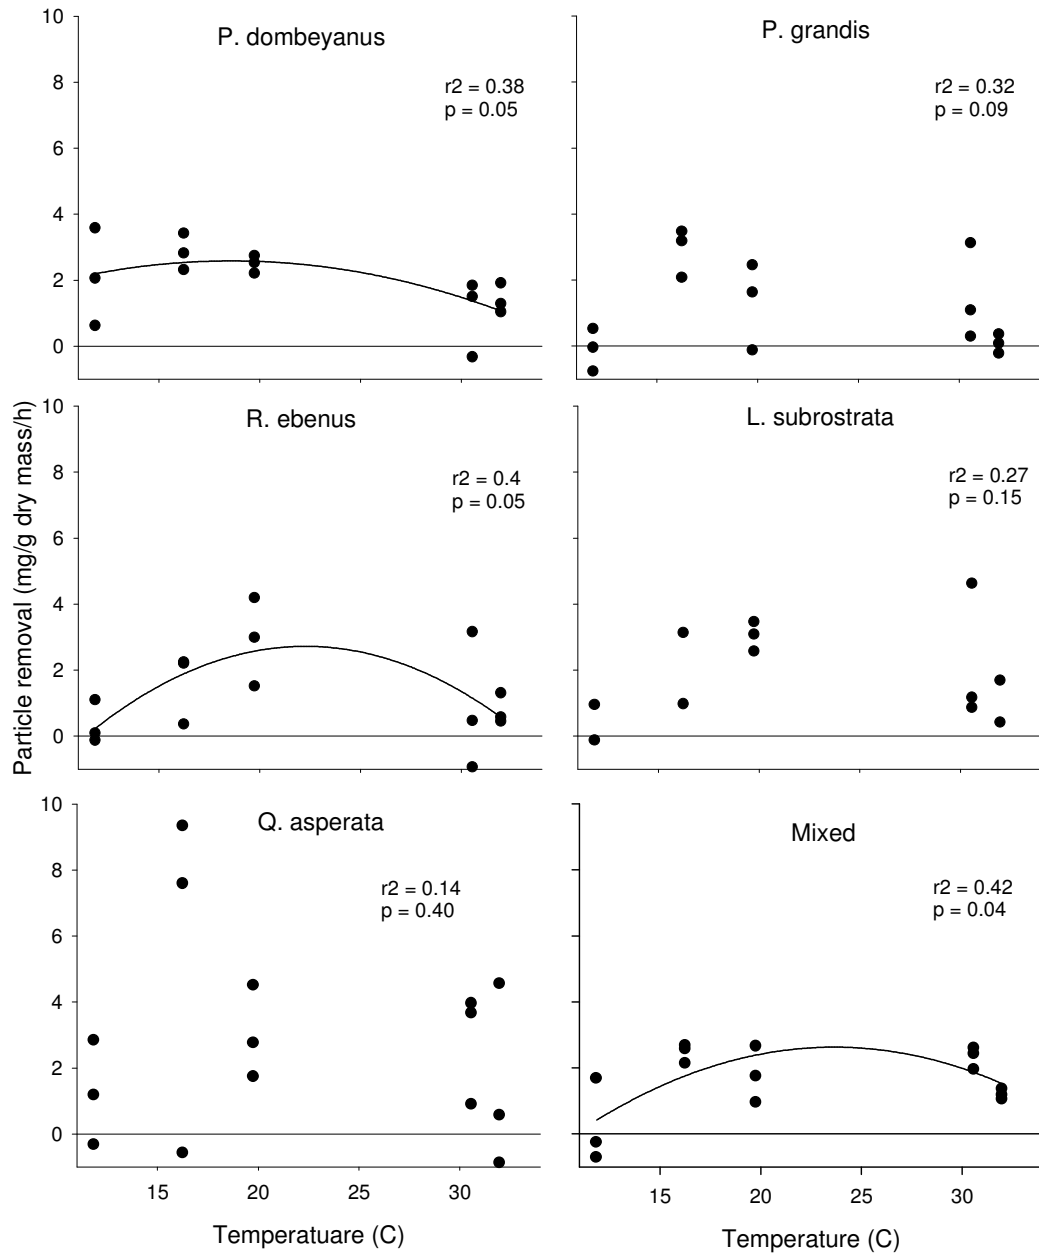 10
P. dombeyanus
P. grandis
8
r2 = 0.38
p = 0.05
r2 = 0.32
p = 0.09
6
4
2
0
Particle removal (mg/g dry mass/h)
10
R. ebenus
L. subrostrata
8
r2 = 0.4
p = 0.05
r2 = 0.27
p = 0.15
6
4
2
0
10
Q. asperata
Mixed
8
r2 = 0.14
p = 0.40
r2 = 0.42
p = 0.04
6
4
2
0
15 20 25 30
15 20 25 30
Temperatuare (C)
Temperature (C)